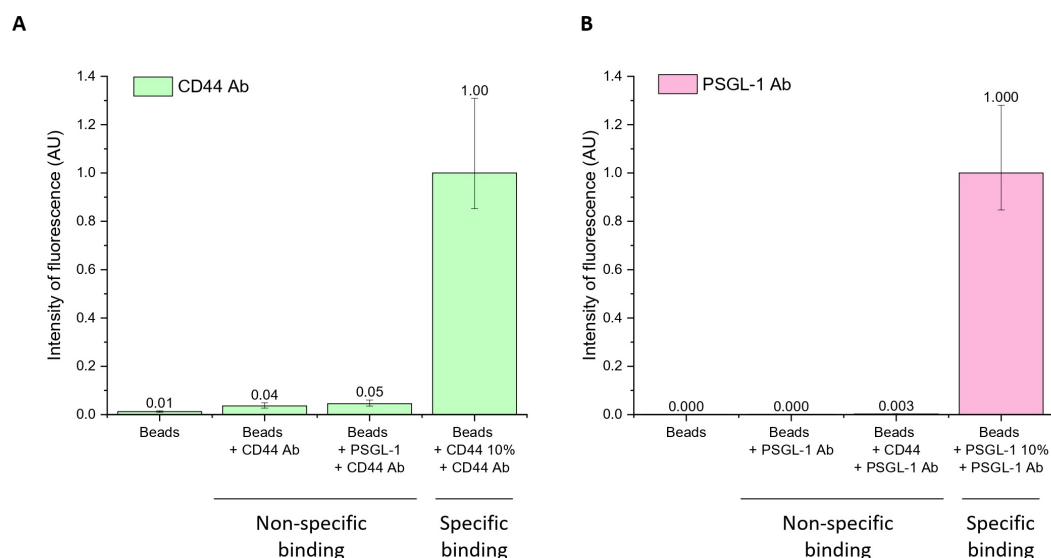 A
CD44 Ab
Intensity of fluorescence (AU)
1.4
1.2
1.0
0.8
0.6
0.4
0.2
0.0
0.01
0.04
0.05
1.00
Beads
Beads
+ CD44 Ab
Beads
+ PSGL-1
+ CD44 Ab
Beads
+ CD44 10%
+ CD44 Ab
Non-specific
binding
Specific
binding
B
PSGL-1 Ab
Intensity of fluorescence (AU)
1.4
1.2
1.0
0.8
0.6
0.4
0.2
0.0
0.000
0.000
0.003
1.000
Beads
Beads
+ PSGL-1 Ab
Beads
+ CD44
+ PSGL-1 Ab
Beads
+ PSGL-1 10%
+ PSGL-1 Ab
Non-specific
binding
Specific
binding